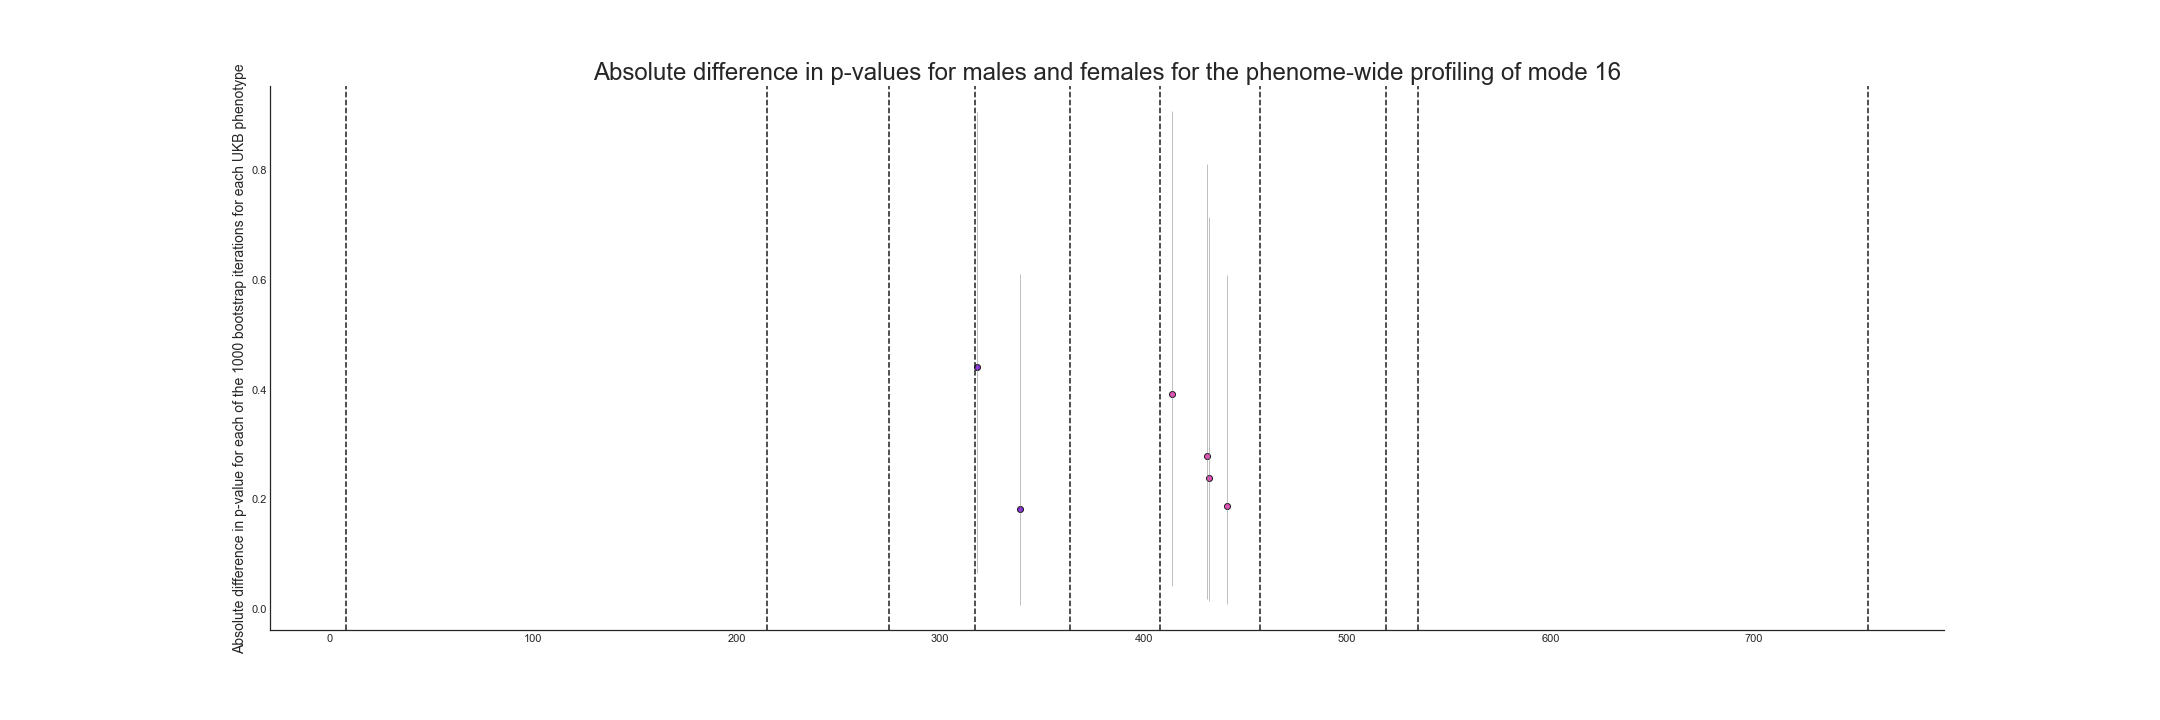 Absolute difference in p-values for males and females for the phenome-wide profiling of mode 16
Absolute difference in p-value for each of the 1000 bootstrap iterations for each UKB phenotype
0.8
0.6
0.4
0.2
0.0
0 100 200 300 400 500 600 700